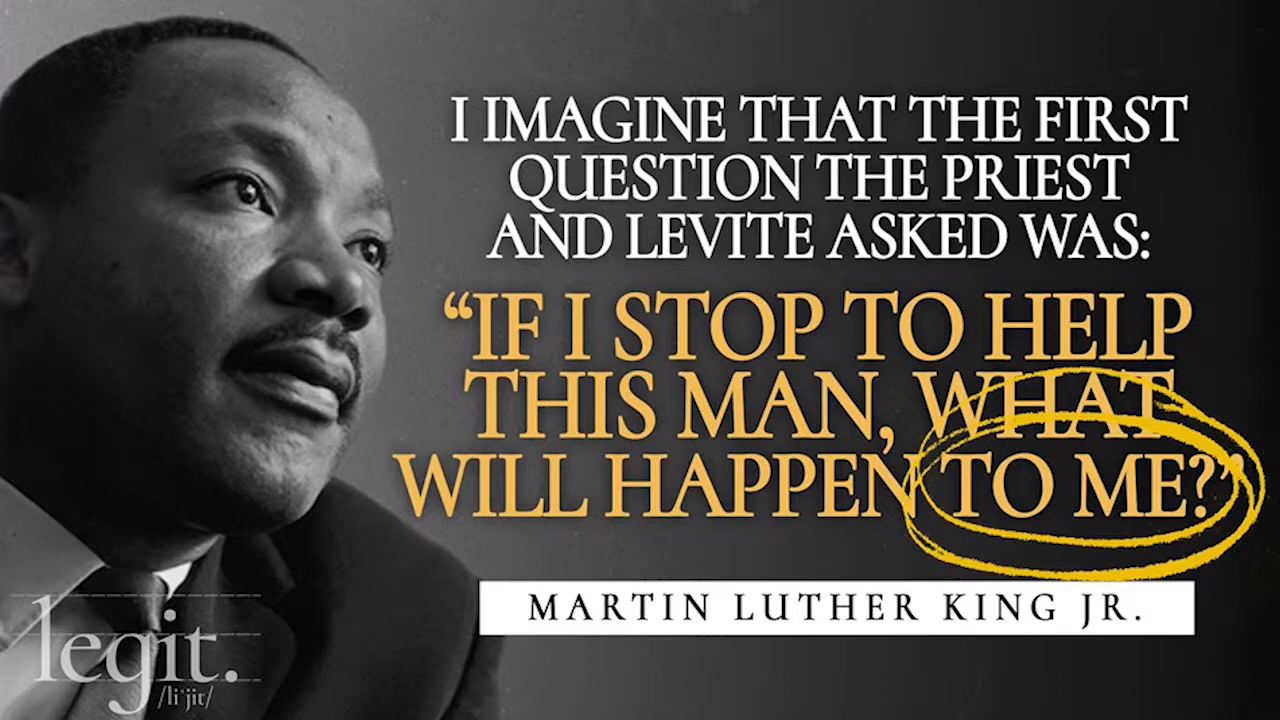 I IMAGINE THAT THE FIRST
QUESTION THE PRIEST
AND LEVITE ASKED WAS:
“IF I STOP TO HELP
THIS MAN, WHAT
WILL HAPPEN TO ME?”
MARTIN LUTHER KING JR.
legit.
/li'jit/